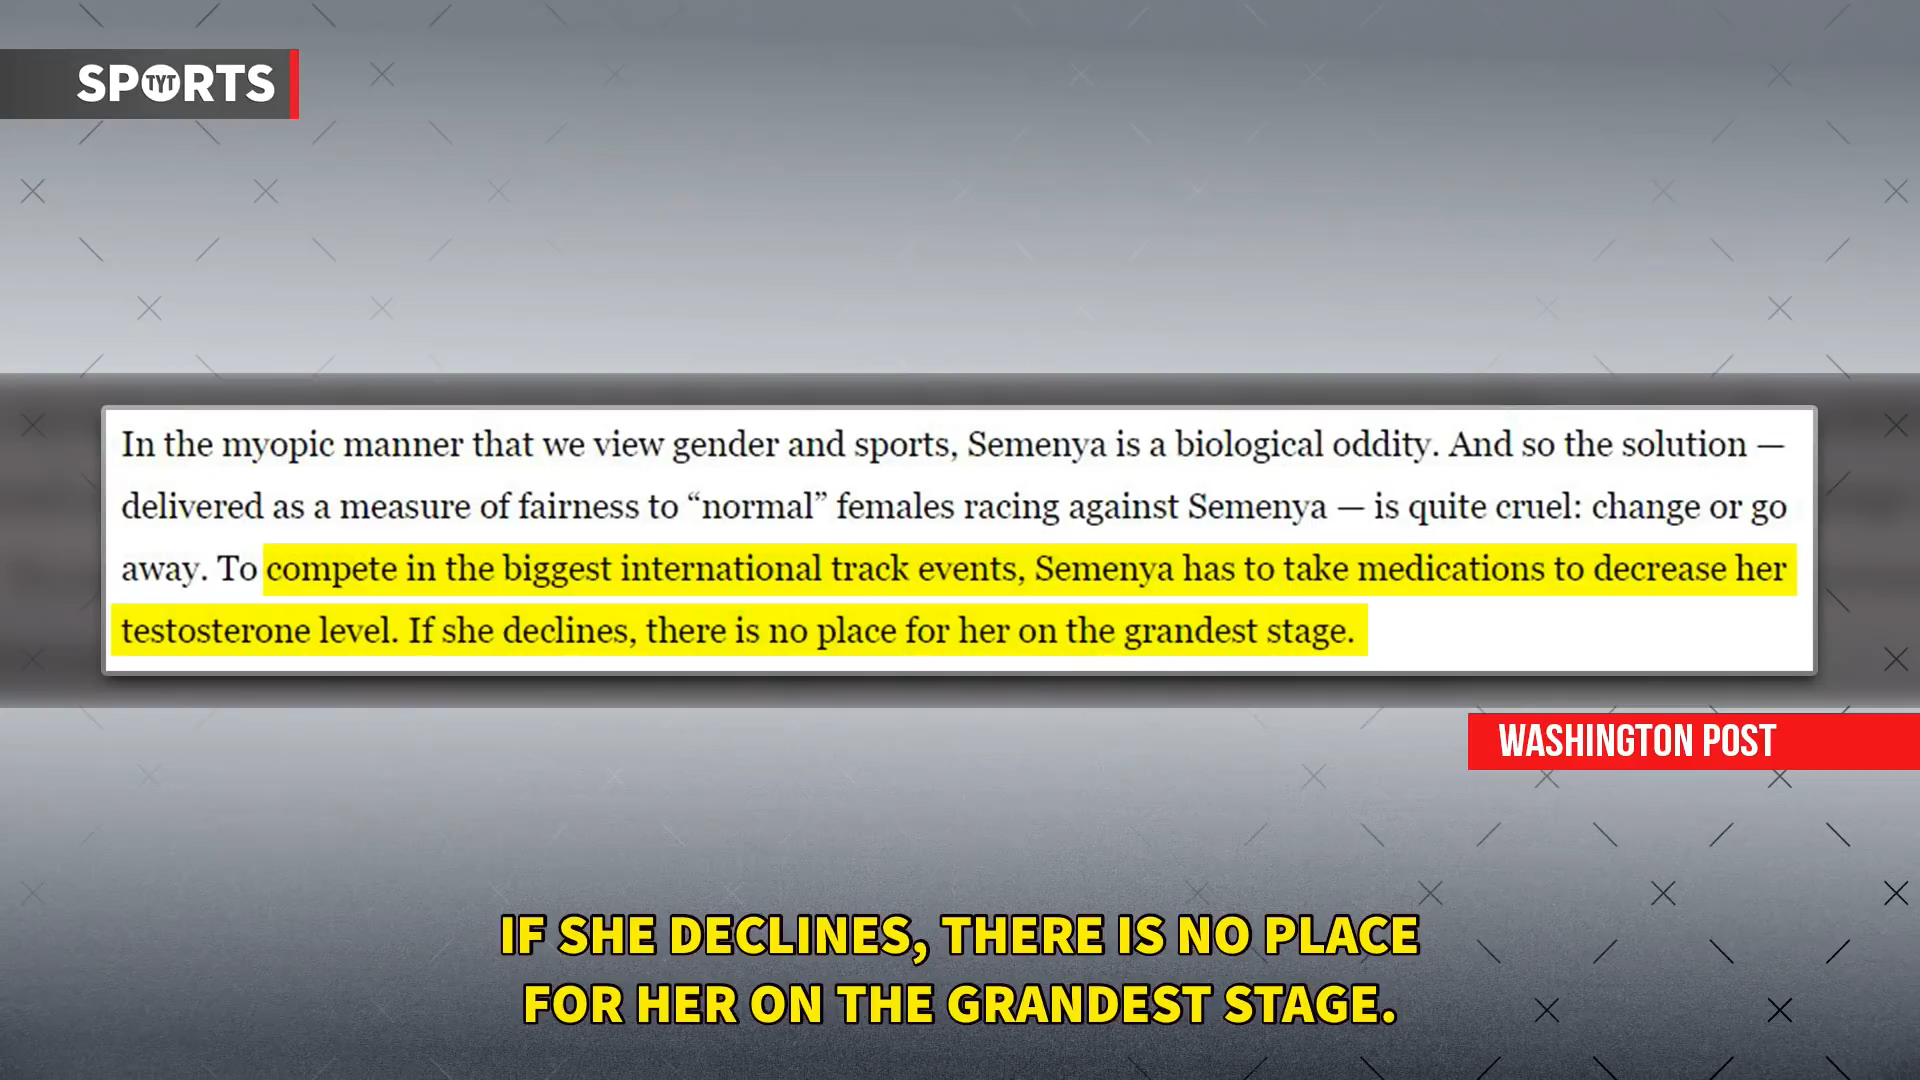 SPORTS
TYT
In the myopic manner that we view gender and sports, Semenya is a biological oddity. And so the solution —
delivered as a measure of fairness to “normal” females racing against Semenya — is quite cruel: change or go
away. To compete in the biggest international track events, Semenya has to take medications to decrease her
testosterone level. If she declines, there is no place for her on the grandest stage.
WASHINGTON POST
IF SHE DECLINES, THERE IS NO PLACE
FOR HER ON THE GRANDEST STAGE.